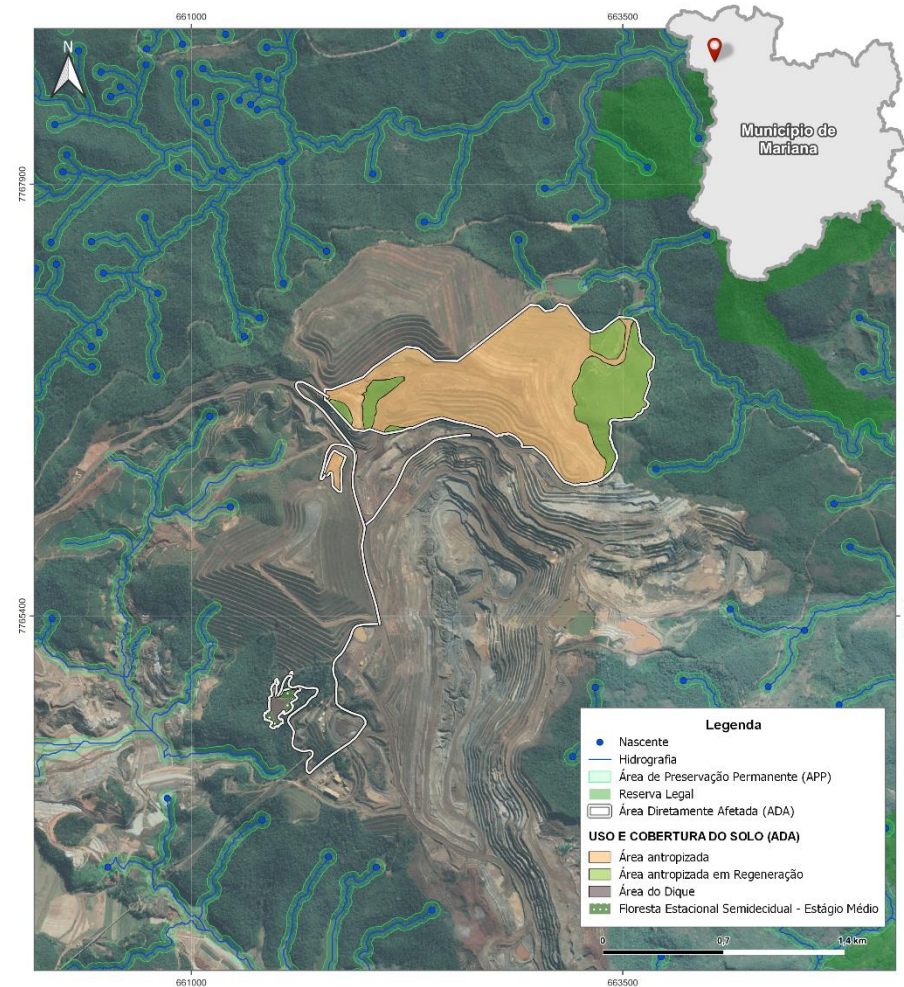 661000
663500
N
Município de
Mariana
7767900
7765400
Legenda
Nascente
Hidrografia
Área de Preservação Permanente (APP)
Reserva Legal
Área Diretamente Afetada (ADA)
USO E COBERTURA DO SOLO (ADA)
Área antropizada
Área antropizada em Regeneração
Área do Dique
Floresta Estacional Semidecidual - Estágio Médio
0 0,7 1,4 km
661000
663500